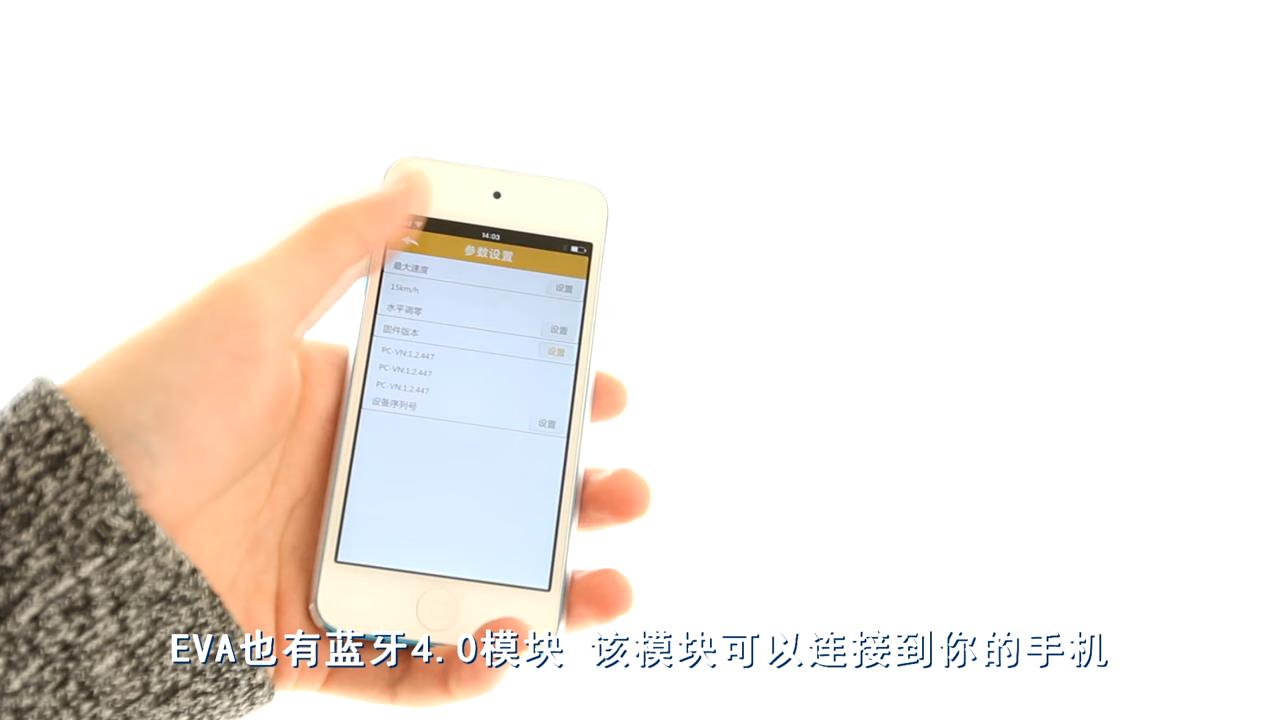 14:03
参数设置
最大速度
设置
15km/h
水平调零
设置
固件版本
设置
PC-VN:1.2.447
PC-VN:1.2.447
PC-VN:1.2.447
设备序列号
设置
EVA也有蓝牙4.0模块 该模块可以连接到你的手机